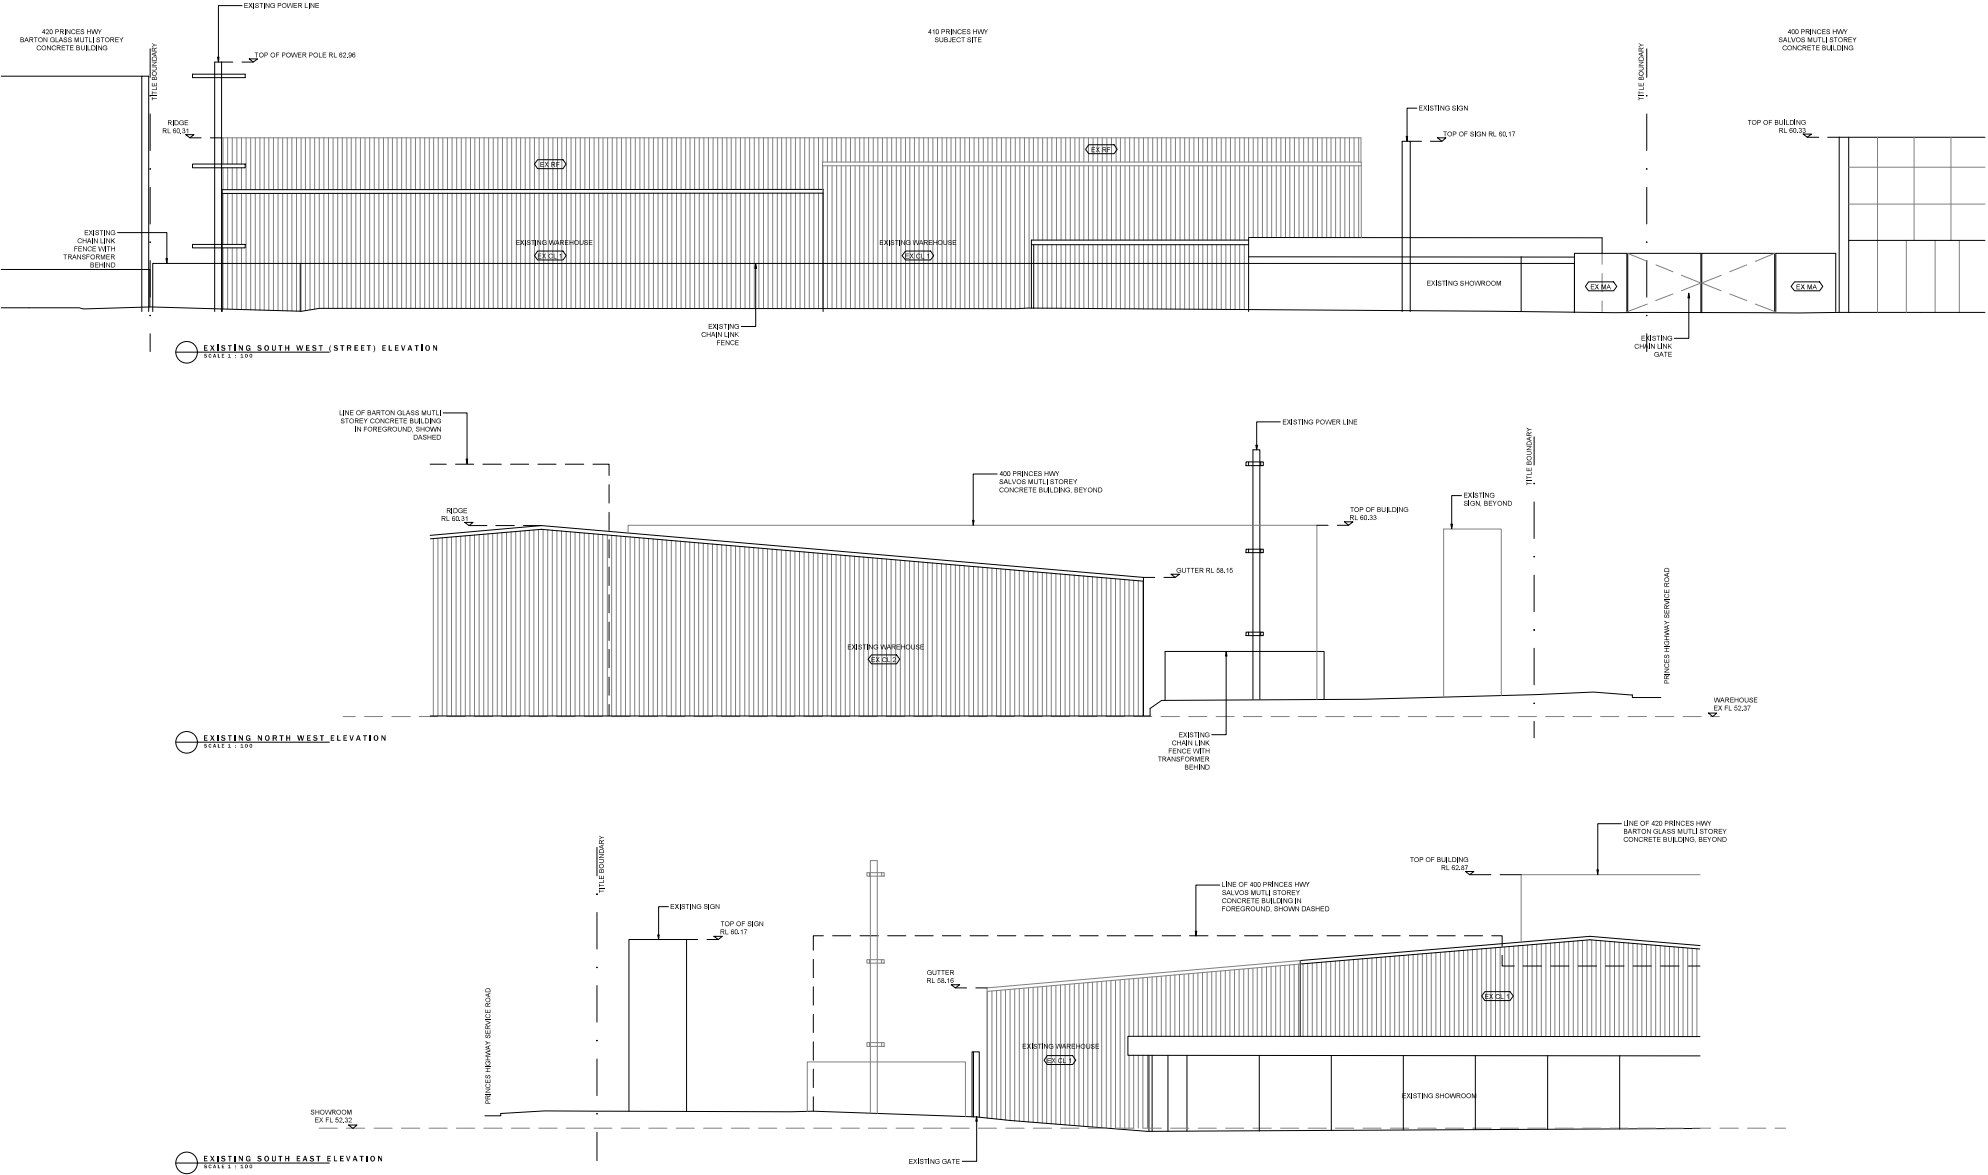 EXISTING POWER LINE
420 PRINCES HWY
BARTON GLASS MUTLI STOREY
CONCRETE BUILDING
TITLE BOUNDARY
TOP OF POWER POLE RL 62.96
410 PRINCES HWY
SUBJECT SITE
400 PRINCES HWY
SALVOS MUTLI STOREY
CONCRETE BUILDING
TITLE BOUNDARY
RIDGE
RL 60.31
EXISTING SIGN
TOP OF SIGN RL 60.17
TOP OF BUILDING
RL 60.33
EX RF
EX RF
EXISTING
CHAIN LINK
FENCE WITH
TRANSFORMER
BEHIND
EXISTING WAREHOUSE
EX CL 1
EXISTING WAREHOUSE
EX CL 1
EXISTING SHOWROOM
EX MA
EX MA
EXISTING
CHAIN LINK
FENCE
EXISTING
CHAIN LINK
GATE
EXISTING SOUTH WEST (STREET) ELEVATION
SCALE 1 : 100
LINE OF BARTON GLASS MUTLI
STOREY CONCRETE BUILDING
IN FOREGROUND, SHOWN
DASHED
EXISTING POWER LINE
TITLE BOUNDARY
400 PRINCES HWY
SALVOS MUTLI STOREY
CONCRETE BUILDING, BEYOND
EXISTING
SIGN, BEYOND
RIDGE
RL 60.31
TOP OF BUILDING
RL 60.33
GUTTER RL 58.15
PRINCES HIGHWAY SERVICE ROAD
EXISTING WAREHOUSE
EX CL 2
WAREHOUSE
EX FL 52.37
EXISTING
CHAIN LINK
FENCE WITH
TRANSFORMER
BEHIND
EXISTING NORTH WEST ELEVATION
SCALE 1 : 100
LINE OF 420 PRINCES HWY
BARTON GLASS MUTLI STOREY
CONCRETE BUILDING, BEYOND
TITLE BOUNDARY
TOP OF BUILDING
RL 62.87
LINE OF 400 PRINCES HWY
SALVOS MUTLI STOREY
CONCRETE BUILDING IN
FOREGROUND, SHOWN DASHED
EXISTING SIGN
TOP OF SIGN
RL 60.17
GUTTER
RL 58.16
PRINCES HIGHWAY SERVICE ROAD
EX CL 1
EXISTING WAREHOUSE
EX CL 1
EXISTING SHOWROOM
SHOWROOM
EX FL 52.32
EXISTING GATE
EXISTING SOUTH EAST ELEVATION
SCALE 1 : 100